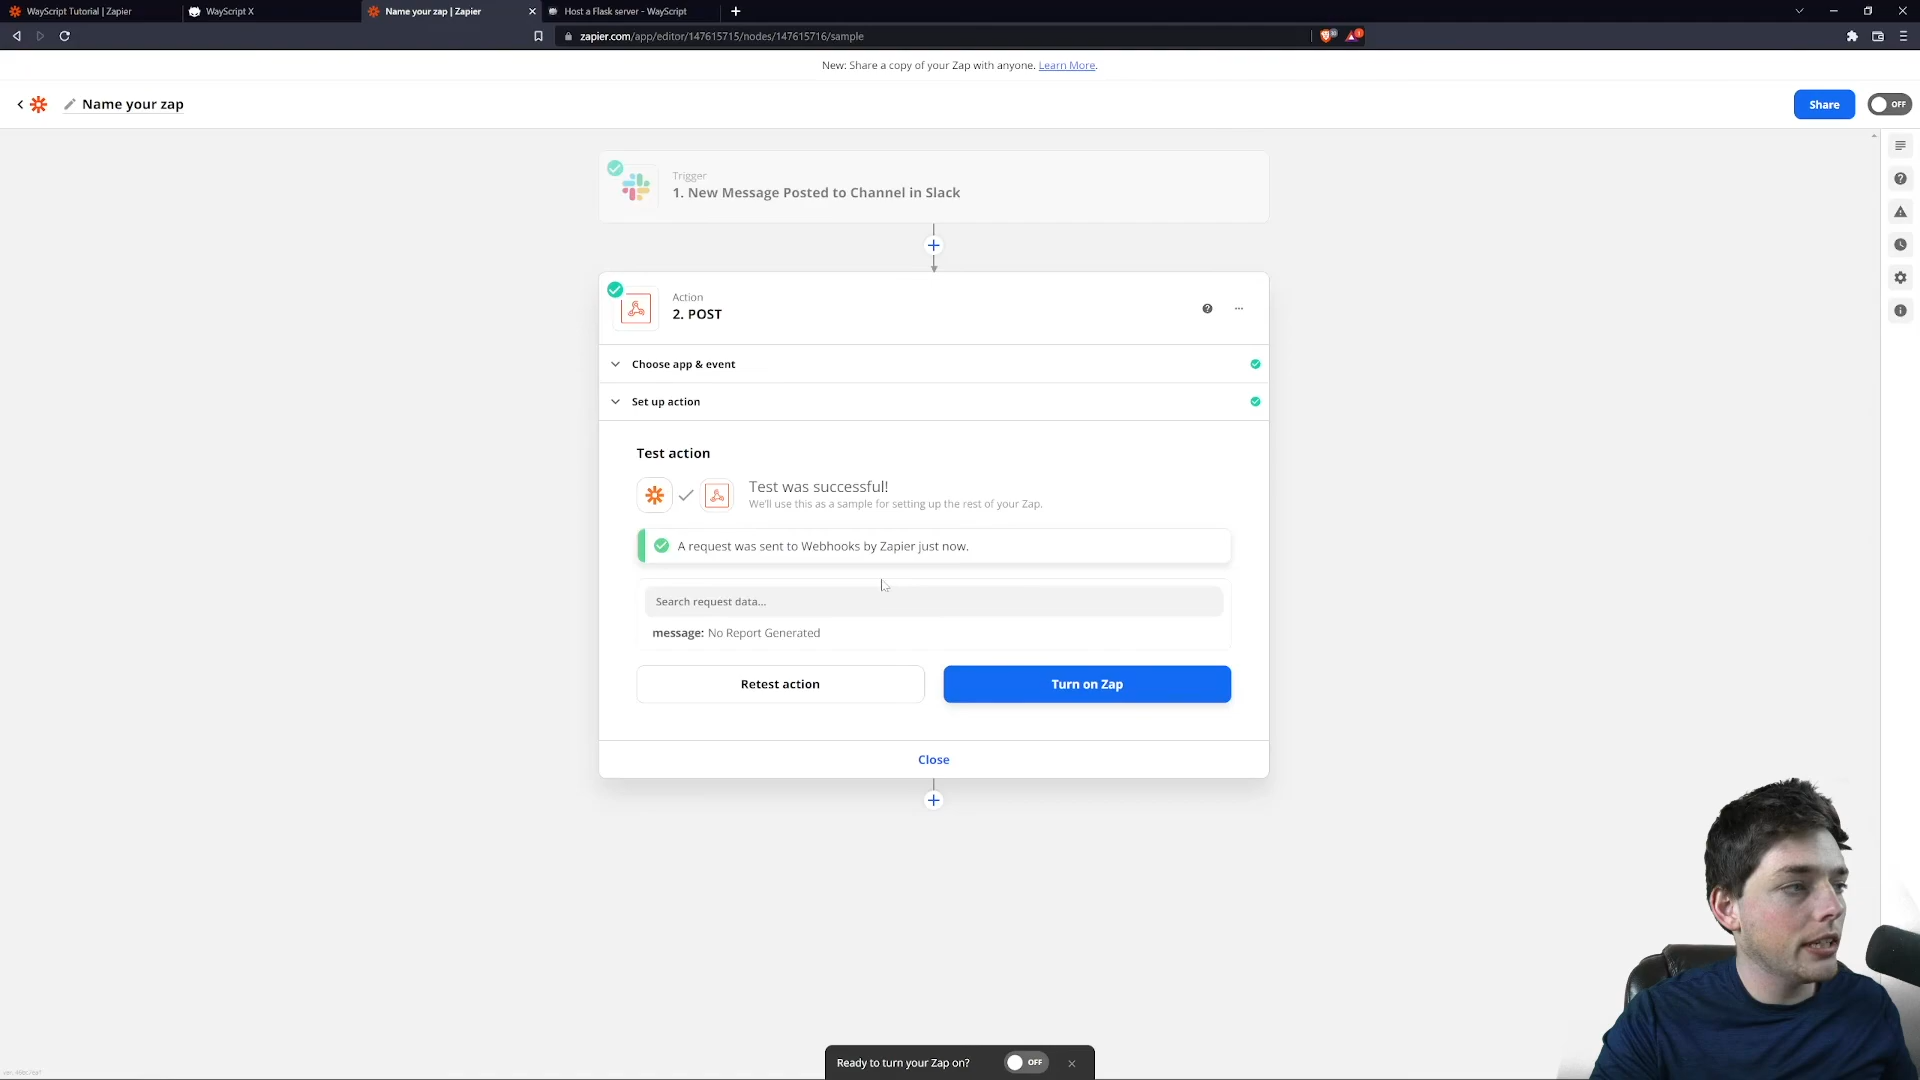 WayScript Tutorial | Zapier
WayScript X
Name your zap | Zapier
Host a Flask server - WayScript
zapier.com/app/editor/147615715/nodes/147615716/sample
New: Share a copy of your Zap with anyone. Learn More.
Name your zap
Share
OFF
Trigger
1. New Message Posted to Channel in Slack
Action
2. POST
Choose app & event
Set up action
Test action
Test was successful!
We'll use this as a sample for setting up the rest of your Zap.
A request was sent to Webhooks by Zapier just now.
Search request data...
message: No Report Generated
Retest action
Turn on Zap
Close
Ready to turn your Zap on?
OFF